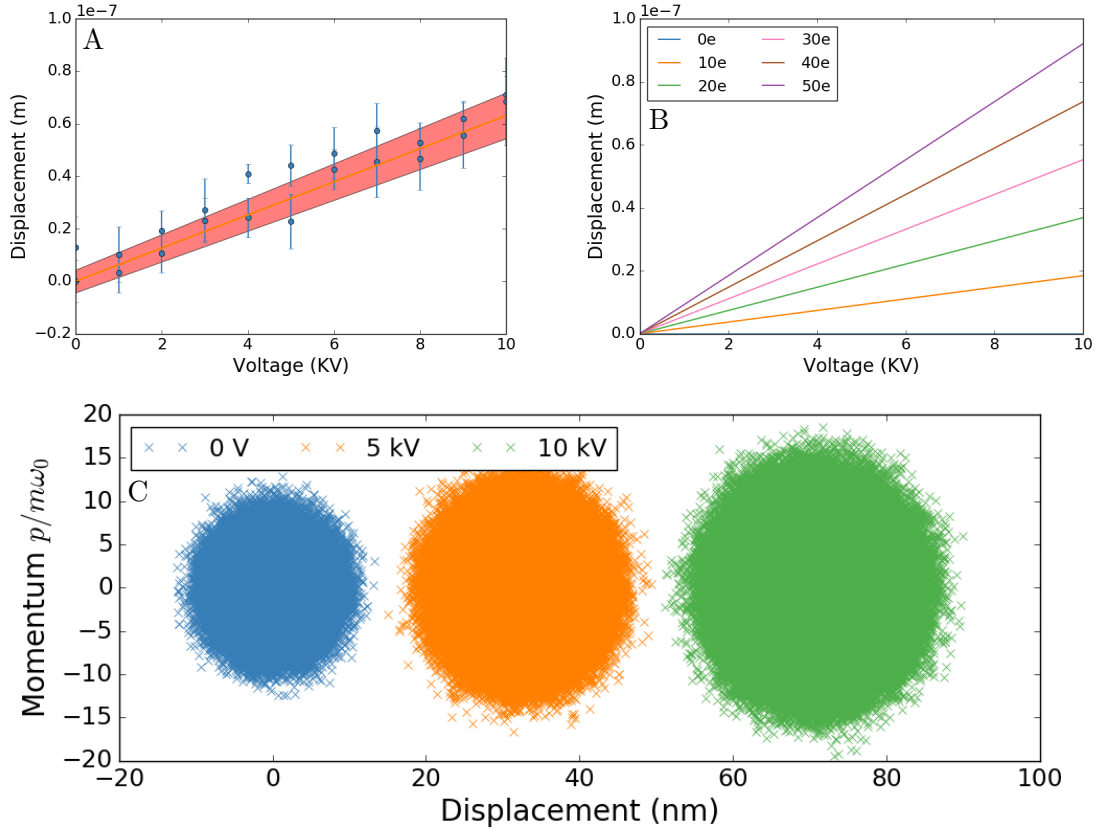 1e−7
A
1.0
0.8
0.6
0.4
0.2
0.0
−0.2
Displacement (m)
0 2 4 6 8 10
Voltage (KV)
1e−7
0e 30e
10e 40e
20e 50e
B
1.0
0.8
0.6
0.4
0.2
0.0
Displacement (m)
0 2 4 6 8 10
Voltage (KV)
0 V 5 kV 10 kV
C
20
15
10
5
0
−5
−10
−15
−20
Momentum p/mω₀
−20 0 20 40 60 80 100
Displacement (nm)